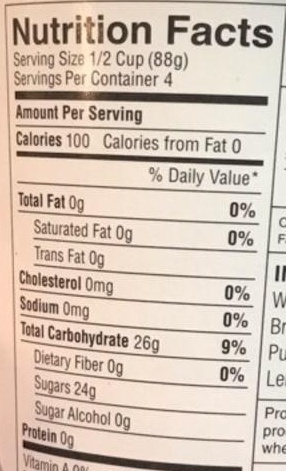 Nutrition Facts
Serving Size 1/2 Cup (88g)
Servings Per Container 4
Amount Per Serving
Calories 100 Calories from Fat 0
% Daily Value*
Total Fat 0g 0%
Saturated Fat 0g 0%
Trans Fat 0g
Cholesterol 0mg 0%
Sodium 0mg 0%
Total Carbohydrate 26g 9%
Dietary Fiber 0g 0%
Sugars 24g
Sugar Alcohol 0g
Protein 0g
Vitamin A 0%